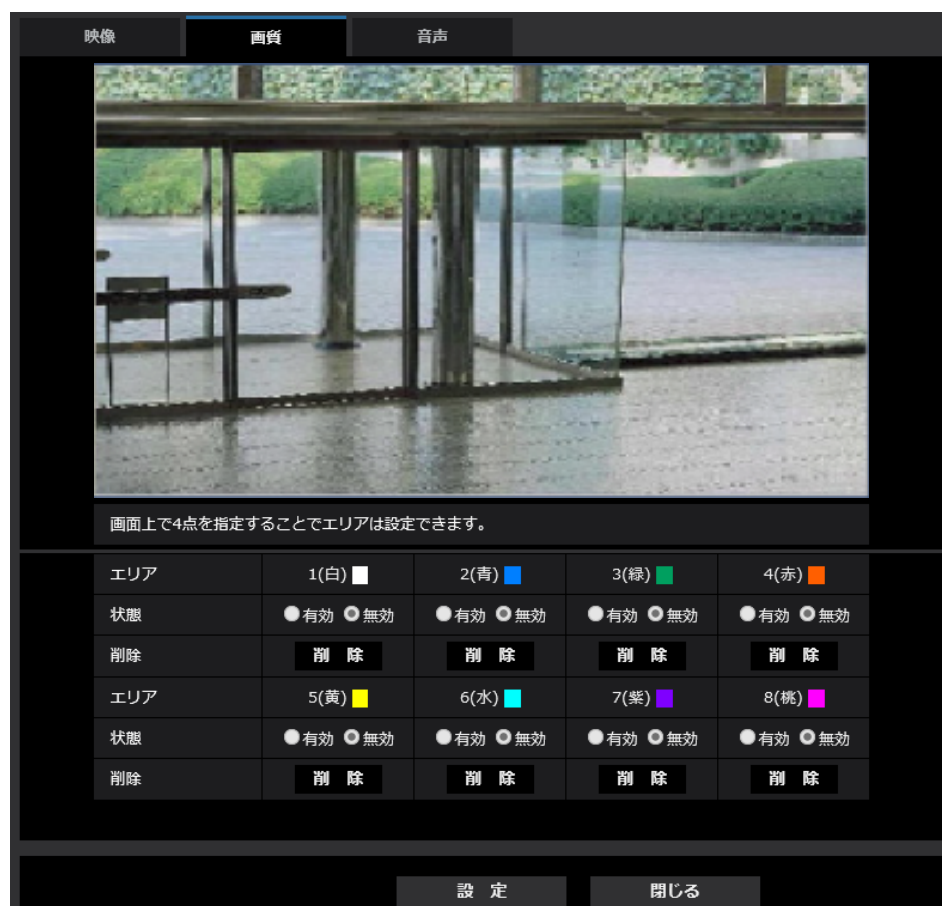 映像 画質 音声
画面上で4点を指定することでエリアは設定できます。
エリア 1(白) 2(青) 3(緑) 4(赤)
状態 有効 無効 有効 無効 有効 無効 有効 無効
削除 削 除 削 除 削 除 削 除
エリア 5(黄) 6(水) 7(紫) 8(桃)
状態 有効 無効 有効 無効 有効 無効 有効 無効
削除 削 除 削 除 削 除 削 除
設 定 閉じる